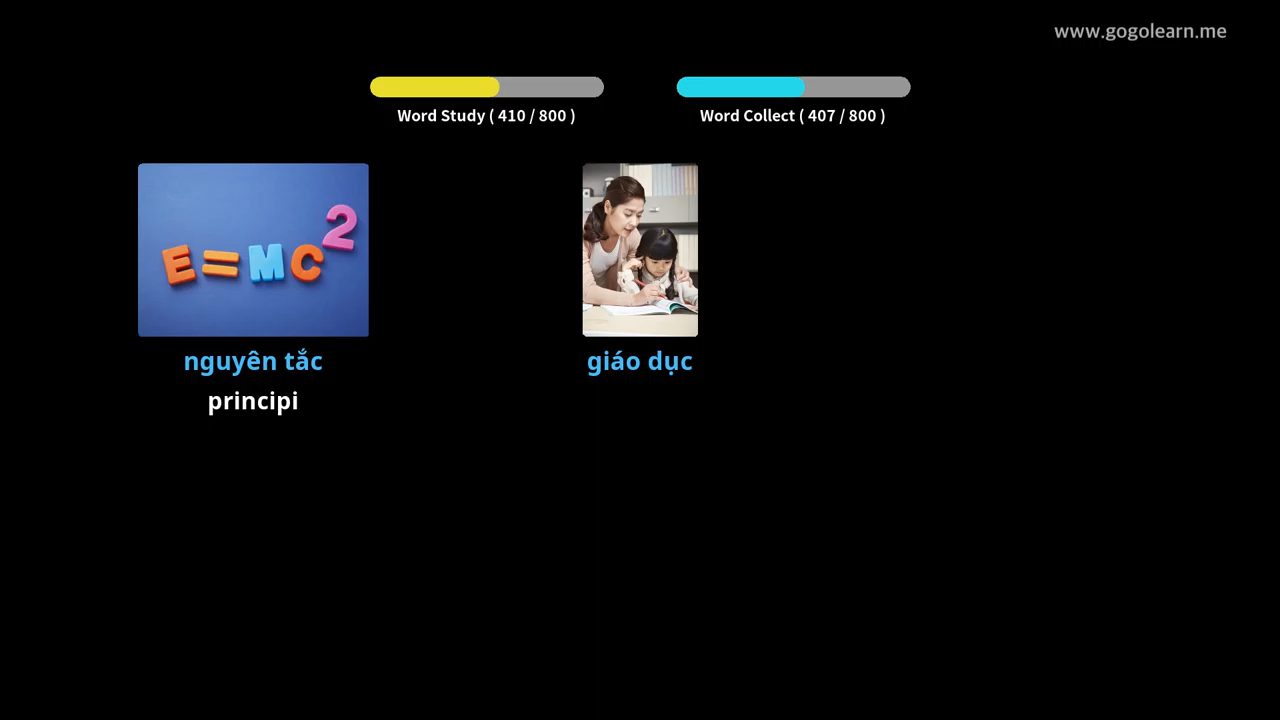 www.gogolearn.me
Word Study ( 410 / 800 )
Word Collect ( 407 / 800 )
E=MC2
nguyên tắc
giáo dục
principi